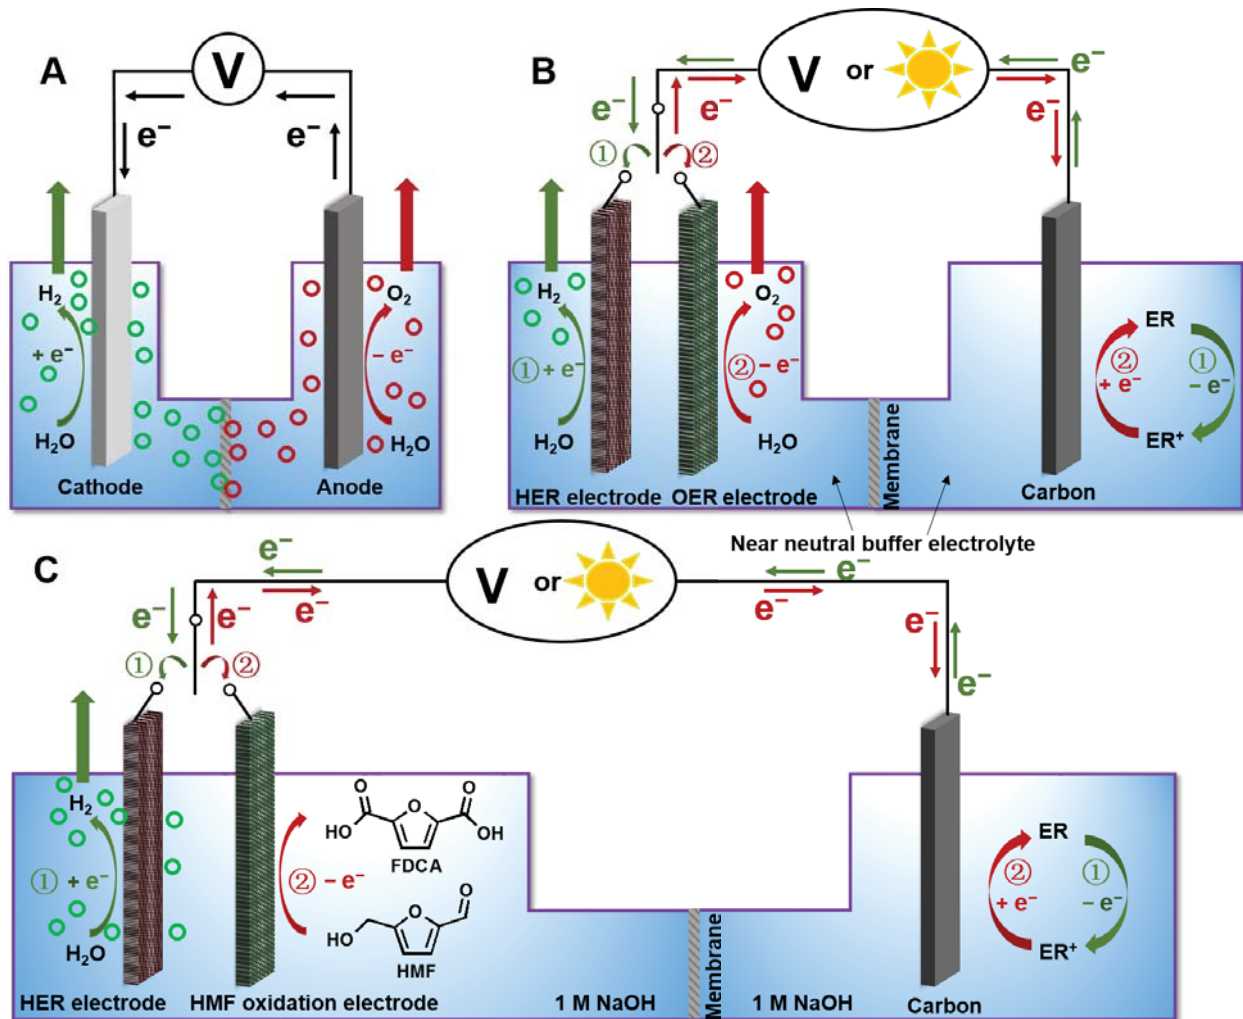 A
V
e⁻
e⁻
H₂
+ e⁻
H₂O
Cathode
O₂
− e⁻
H₂O
Anode
B
V or
e⁻
e⁻
e⁻
e⁻
① ②
H₂
① + e⁻
H₂O
HER electrode
O₂
② − e⁻
H₂O
OER electrode
Membrane
ER
② ①
+ e⁻ − e⁻
ER⁺
Carbon
Near neutral buffer electrolyte
C
V or
e⁻
e⁻
e⁻
e⁻
e⁻
e⁻
e⁻
e⁻
① ②
H₂
① + e⁻
H₂O
HER electrode
② − e⁻
O
O
O
HO
OH
FDCA
O
O
HO
HMF
HMF oxidation electrode
1 M NaOH
Membrane
1 M NaOH
ER
② ①
+ e⁻ − e⁻
ER⁺
Carbon